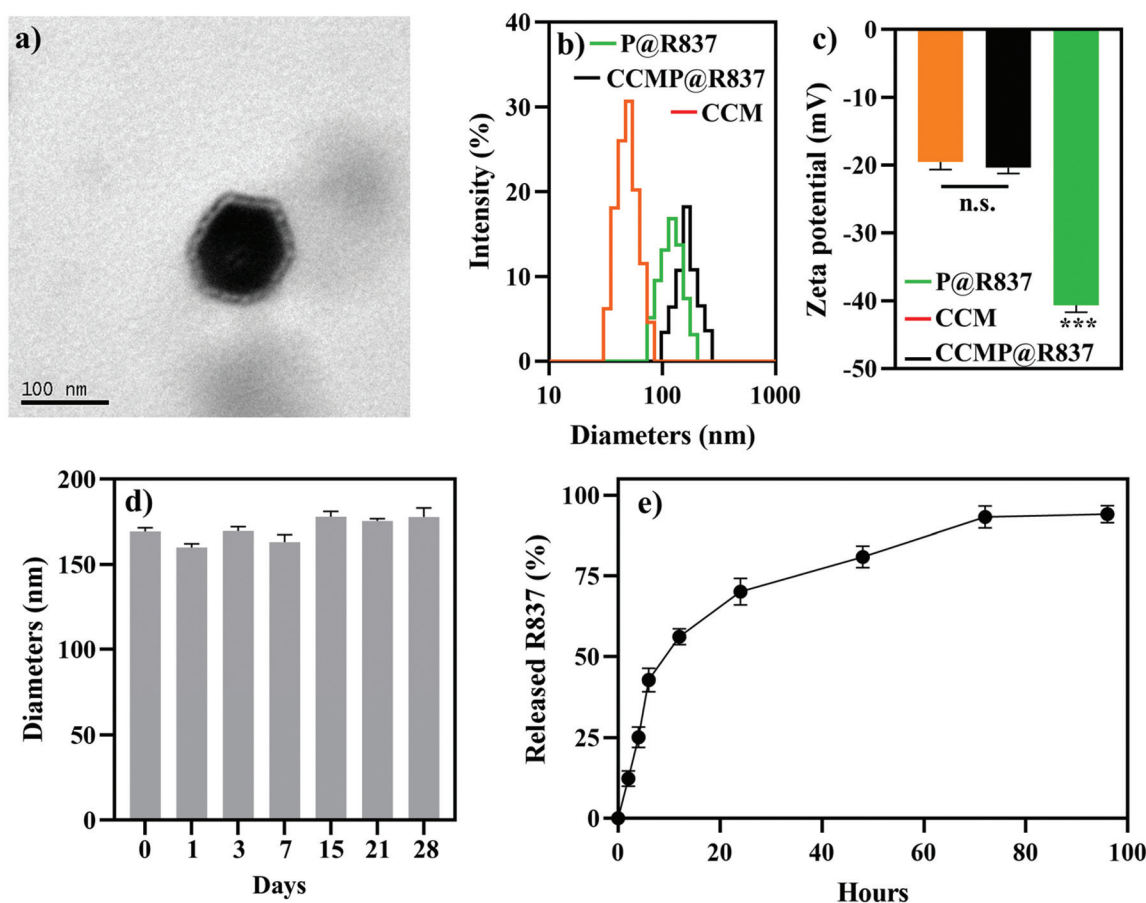 a)
100 nm
b)
P@R837
CCMP@R837
CCM
Intensity (%)
40
30
20
10
0
10 100 1000
Diameters (nm)
c)
Zeta potential (mV)
0
-10
-20
-30
-40
-50
n.s.
***
P@R837
CCM
CCMP@R837
d)
Diameters (nm)
200
150
100
50
0
0 1 3 7 15 21 28
Days
e)
Released R837 (%)
100
75
50
25
0
0 20 40 60 80 100
Hours